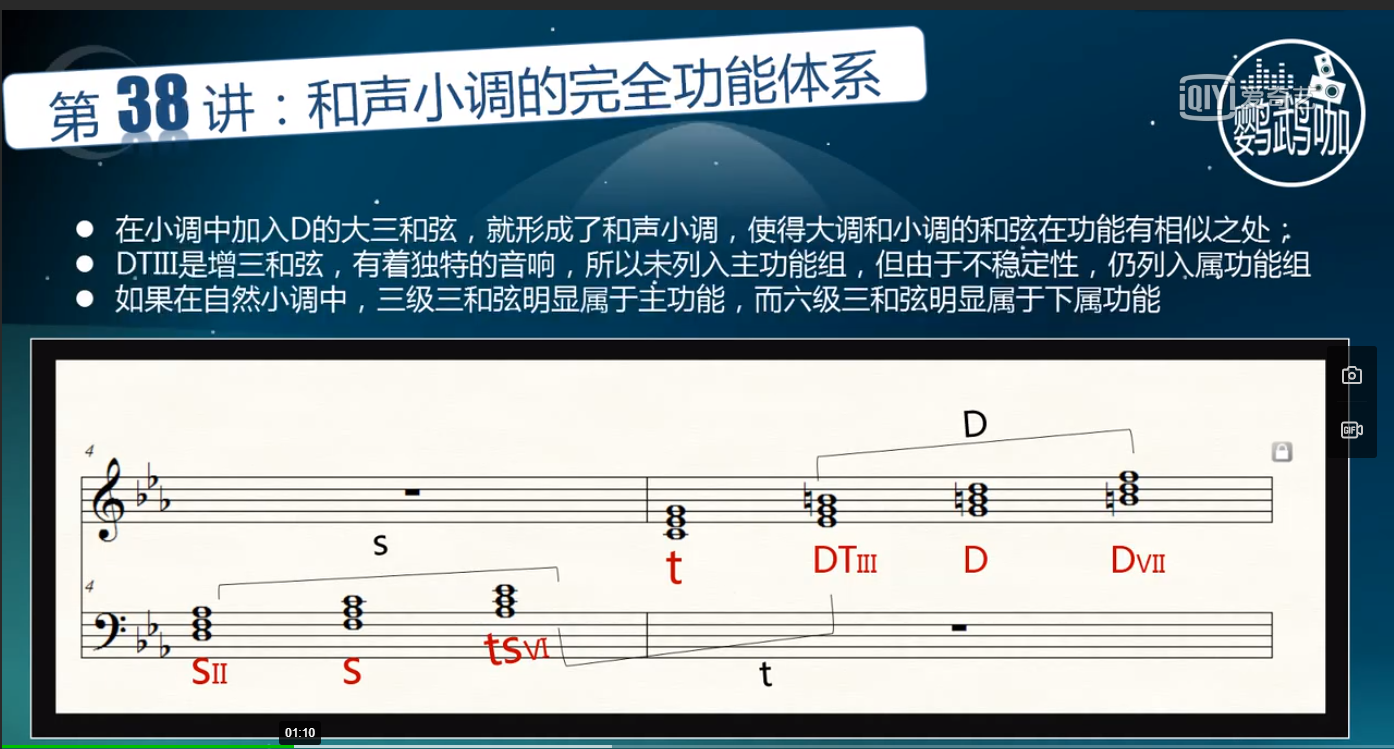 第38讲：和声小调的完全功能体系
iQIYI 爱奇艺
鹦鹉咖
在小调中加入D的大三和弦，就形成了和声小调，使得大调和小调的和弦在功能有相似之处；
DTIII是增三和弦，有着独特的音响，所以未列入主功能组，但由于不稳定性，仍列入属功能组
如果在自然小调中，三级三和弦明显属于主功能，而六级三和弦明显属于下属功能
GIF
D
4
s
t DTIII D DVII
4
sII s tsVI
t
01:10